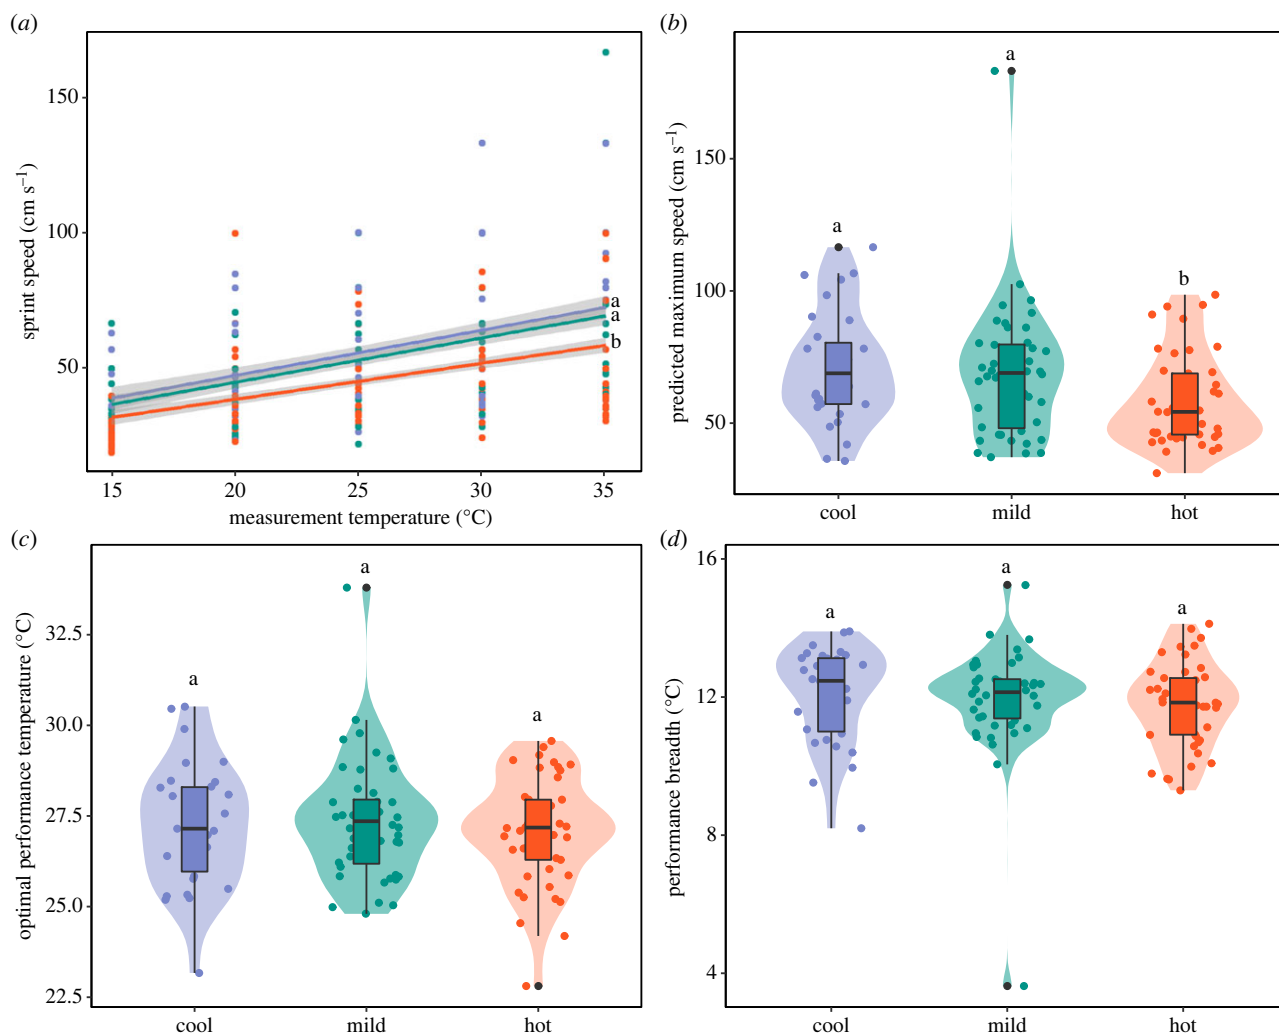 (a)
150
100
50
sprint speed (cm s⁻¹)
a
a
b
15 20 25 30 35
measurement temperature (°C)
(b)
150
100
50
predicted maximum speed (cm s⁻¹)
a
a
b
cool mild hot
(c)
32.5
30.0
27.5
25.0
22.5
optimal performance temperature (°C)
a
a
a
cool mild hot
(d)
16
12
8
4
performance breadth (°C)
a
a
a
cool mild hot